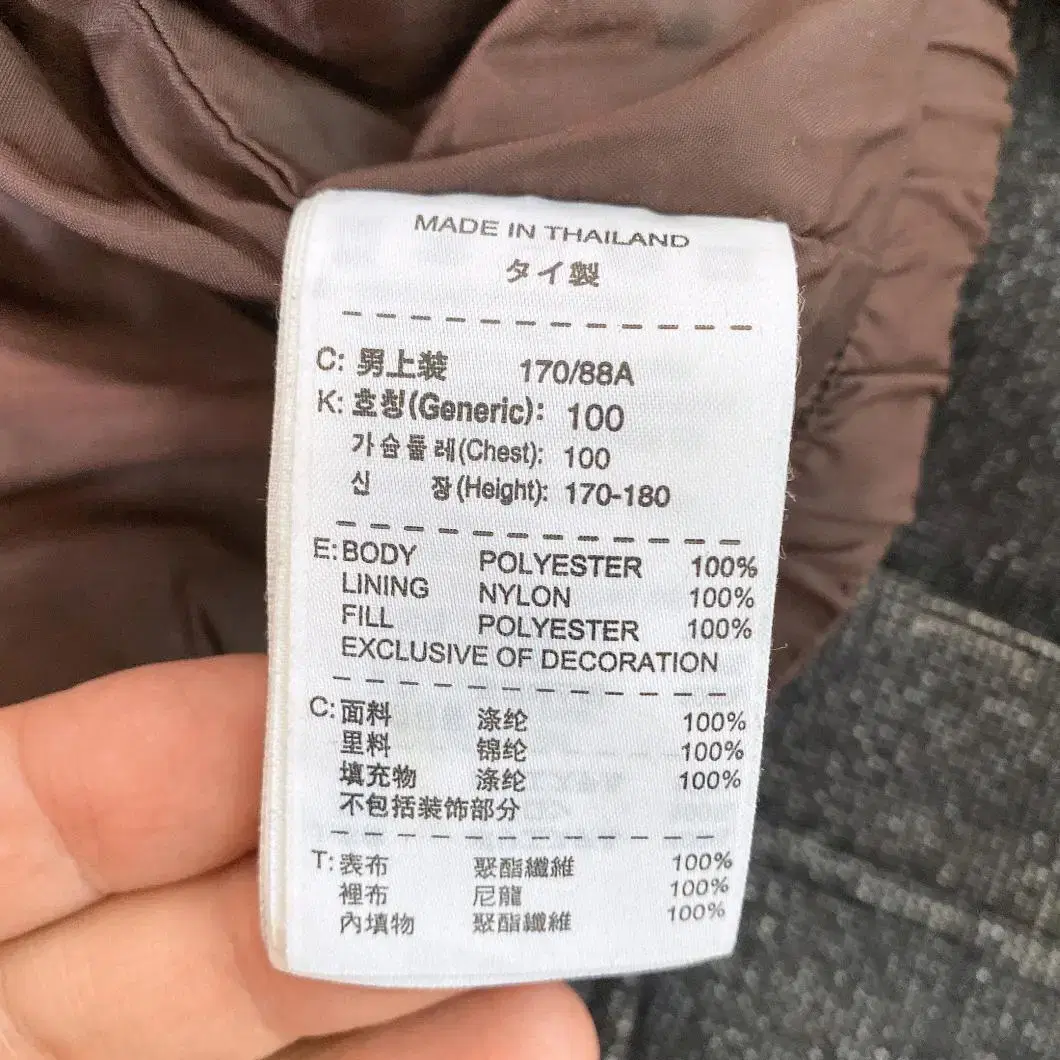 MADE IN THAILAND
タイ製
C: 男上装 170/88A
K: 호칭(Generic): 100
가슴둘레(Chest): 100
신 장(Height): 170-180
E: BODY POLYESTER 100%
LINING NYLON 100%
FILL POLYESTER 100%
EXCLUSIVE OF DECORATION
C: 面料 涤纶 100%
里料 锦纶 100%
填充物 涤纶 100%
不包括装饰部分
T: 表布 聚酯纖維 100%
裡布 尼龍 100%
內填物 聚酯纖維 100%